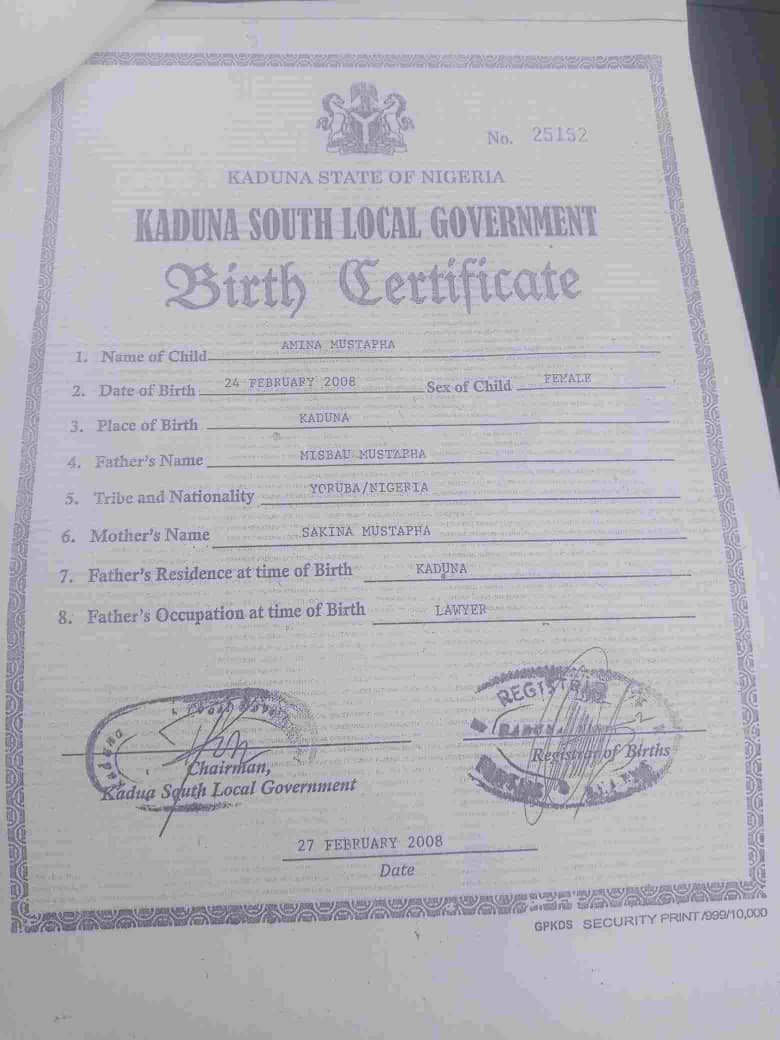 No. 25152
KADUNA STATE OF NIGERIA
KADUNA SOUTH LOCAL GOVERNMENT
Birth Certificate
1. Name of Child AMINA MUSTAPHA
2. Date of Birth 24 FEBRUARY 2008 Sex of Child FEMALE
3. Place of Birth KADUNA
4. Father's Name MISBAU MUSTAPHA
5. Tribe and Nationality YORUBA/NIGERIA
6. Mother's Name SAKINA MUSTAPHA
7. Father's Residence at time of Birth KADUNA
8. Father's Occupation at time of Birth LAWYER
REGISTRAR
Chairman,
Kadua South Local Government
Registrar of Births
27 FEBRUARY 2008
Date
GPKDS SECURITY PRINT /999/10,000